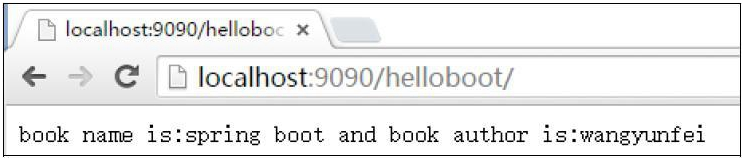 localhost:9090/helloboc
localhost:9090/helloboot/
book name is:spring boot and book author is:wangyunfei